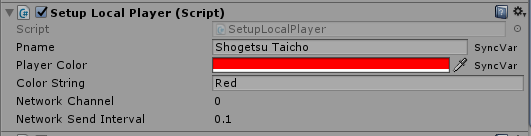 Setup Local Player (Script)
Script SetupLocalPlayer
Pname Shogetsu Taicho SyncVar
Player Color SyncVar
Color String Red
Network Channel 0
Network Send Interval 0.1